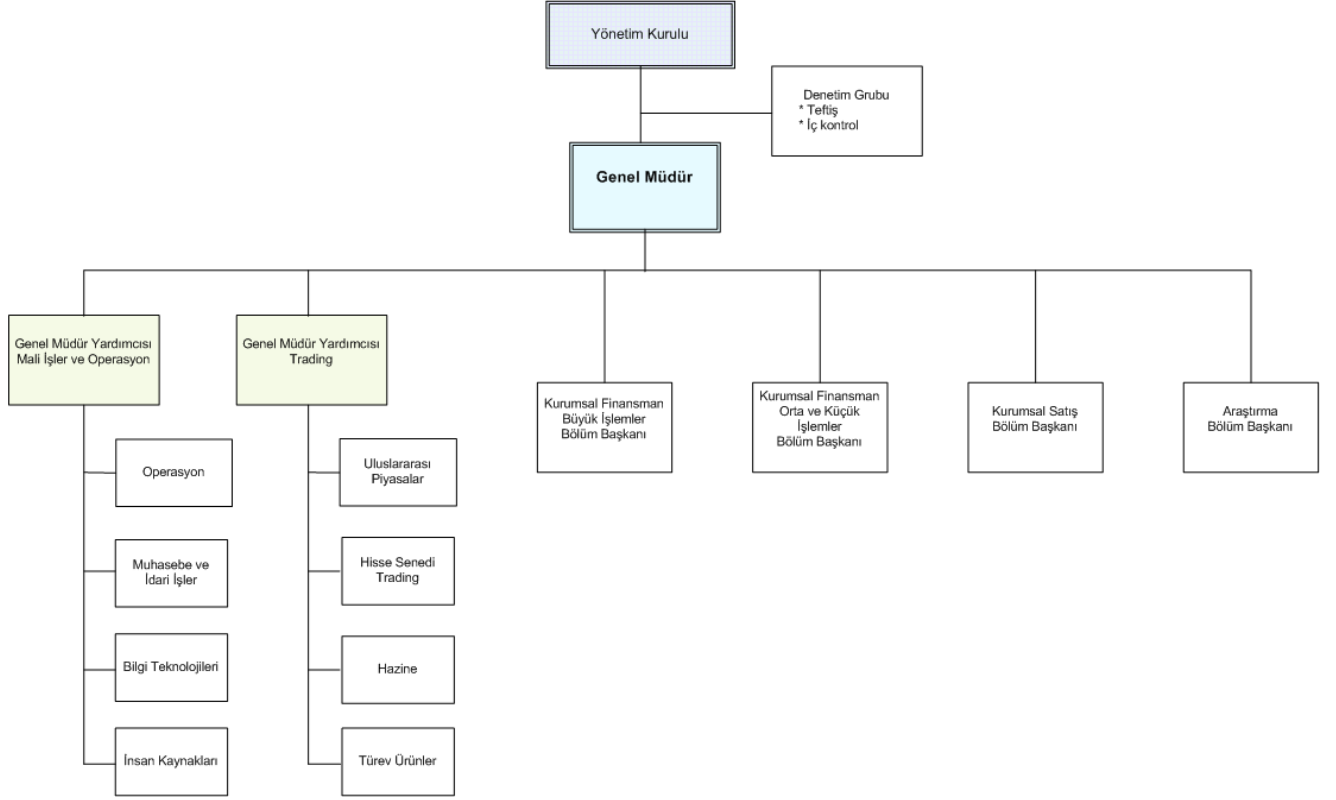 Yönetim Kurulu
Denetim Grubu
* Teftiş
* İç kontrol
Genel Müdür
Genel Müdür Yardımcısı
Mali İşler ve Operasyon
Genel Müdür Yardımcısı
Trading
Kurumsal Finansman
Büyük İşlemler
Bölüm Başkanı
Kurumsal Finansman
Orta ve Küçük
İşlemler
Bölüm Başkanı
Kurumsal Satış
Bölüm Başkanı
Araştırma
Bölüm Başkanı
Operasyon
Muhasebe ve
İdari İşler
Bilgi Teknolojileri
İnsan Kaynakları
Uluslararası
Piyasalar
Hisse Senedi
Trading
Hazine
Türev Ürünler